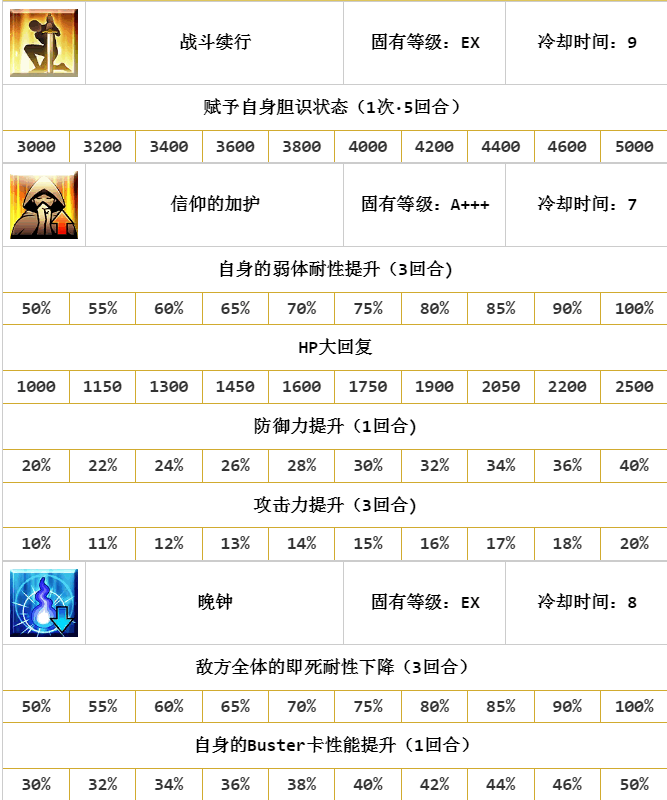 战斗续行 固有等级：EX 冷却时间：9
赋予自身胆识状态（1次·5回合）
3000 3200 3400 3600 3800 4000 4200 4400 4600 5000
信仰的加护 固有等级：A+++ 冷却时间：7
自身的弱体耐性提升（3回合)
50% 55% 60% 65% 70% 75% 80% 85% 90% 100%
HP大回复
1000 1150 1300 1450 1600 1750 1900 2050 2200 2500
防御力提升（1回合)
20% 22% 24% 26% 28% 30% 32% 34% 36% 40%
攻击力提升（3回合)
10% 11% 12% 13% 14% 15% 16% 17% 18% 20%
晚钟 固有等级：EX 冷却时间：8
敌方全体的即死耐性下降（3回合）
50% 55% 60% 65% 70% 75% 80% 85% 90% 100%
自身的Buster卡性能提升（1回合）
30% 32% 34% 36% 38% 40% 42% 44% 46% 50%